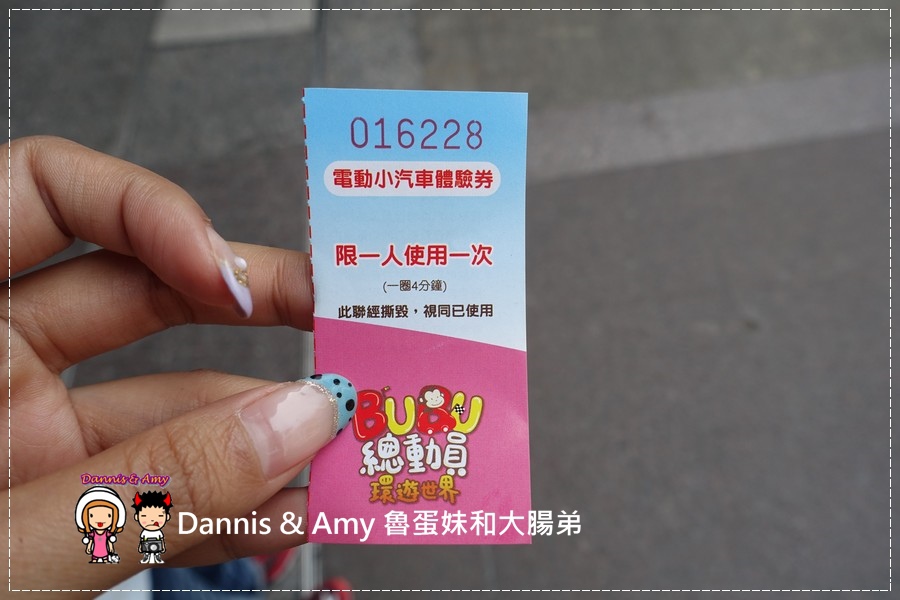 016228
電動小汽車體驗券
限一人使用一次
(一圈4分鐘)
此聯經撕毀，視同已使用
BUBU
總動員
環遊世界
Dannis & Amy
Dannis & Amy 魯蛋妹和大腸弟